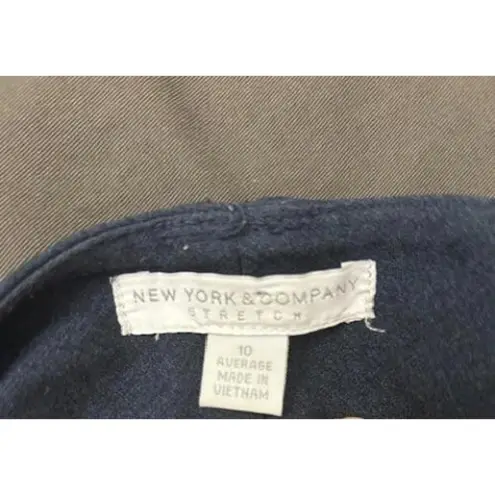 NEW YORK & COMPANY
STRETCH
10
AVERAGE
MADE IN
VIETNAM